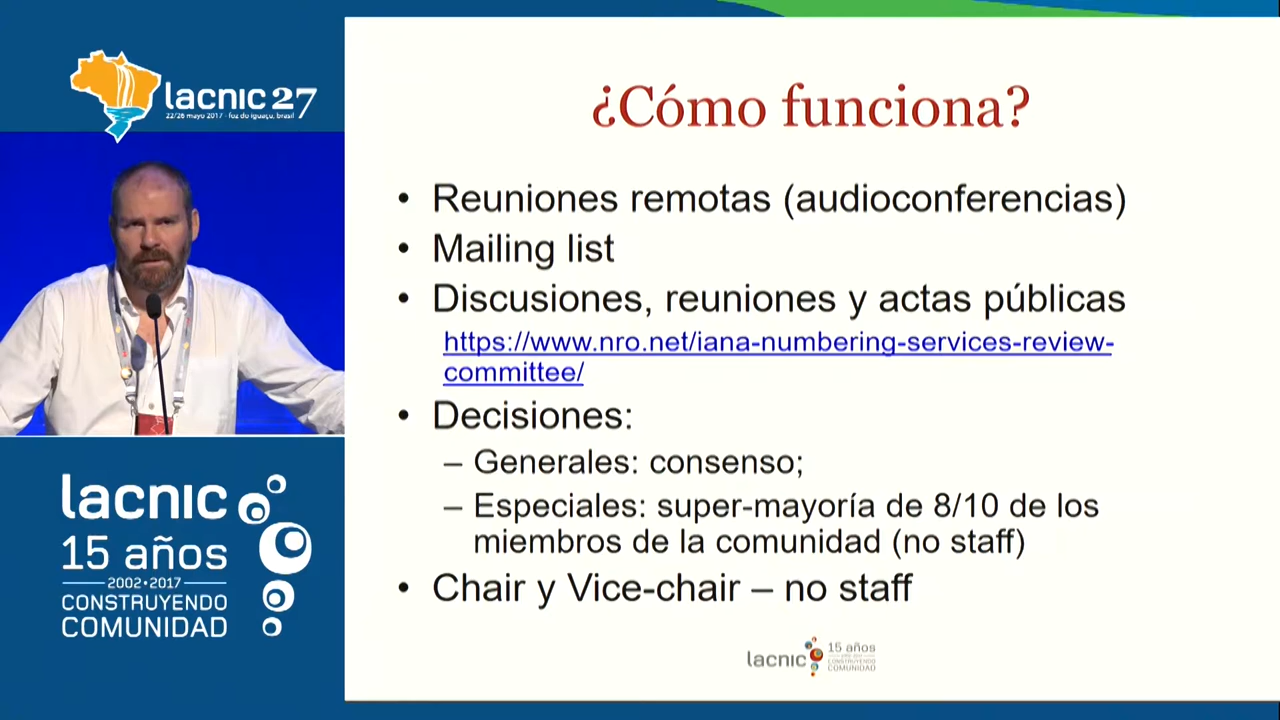 lacnic 27
22/26 mayo 2017 - foz do iguaçu, brasil
lacnic
15 años
2002•2017
CONSTRUYENDO
COMUNIDAD
¿Cómo funciona?
• Reuniones remotas (audioconferencias)
• Mailing list
• Discusiones, reuniones y actas públicas
https://www.nro.net/iana-numbering-services-review-
committee/
• Decisiones:
– Generales: consenso;
– Especiales: super-mayoría de 8/10 de los
miembros de la comunidad (no staff)
• Chair y Vice-chair – no staff
lacnic
15 años
CONSTRUYENDO
COMUNIDAD